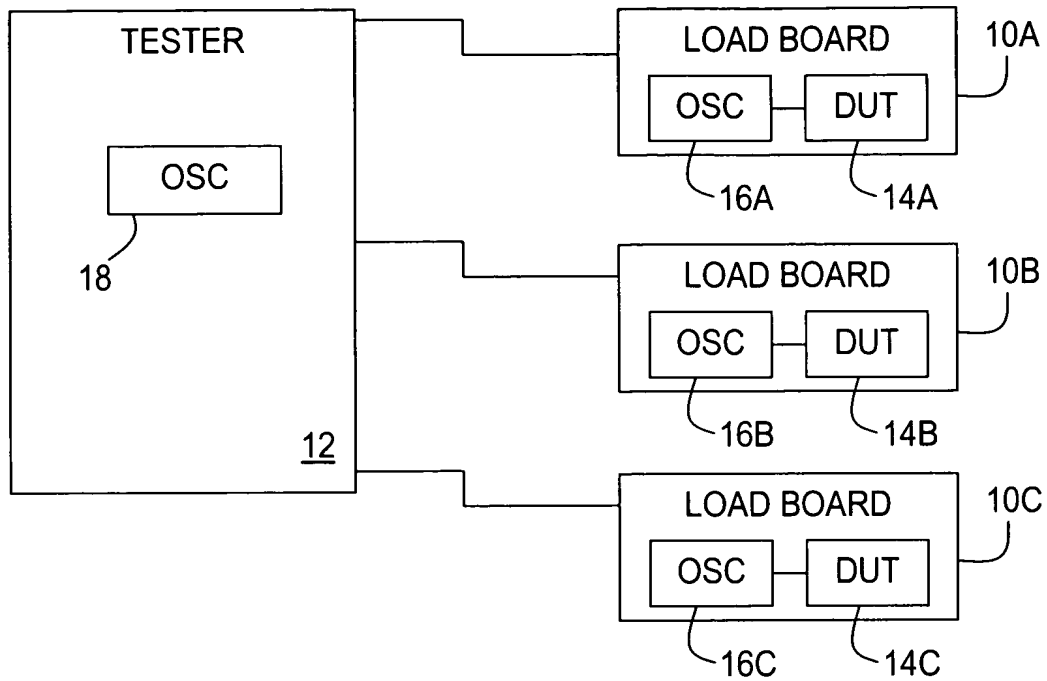 TESTER
OSC
18
12
LOAD BOARD
10A
OSC
DUT
16A
14A
LOAD BOARD
10B
OSC
DUT
16B
14B
LOAD BOARD
10C
OSC
DUT
16C
14C